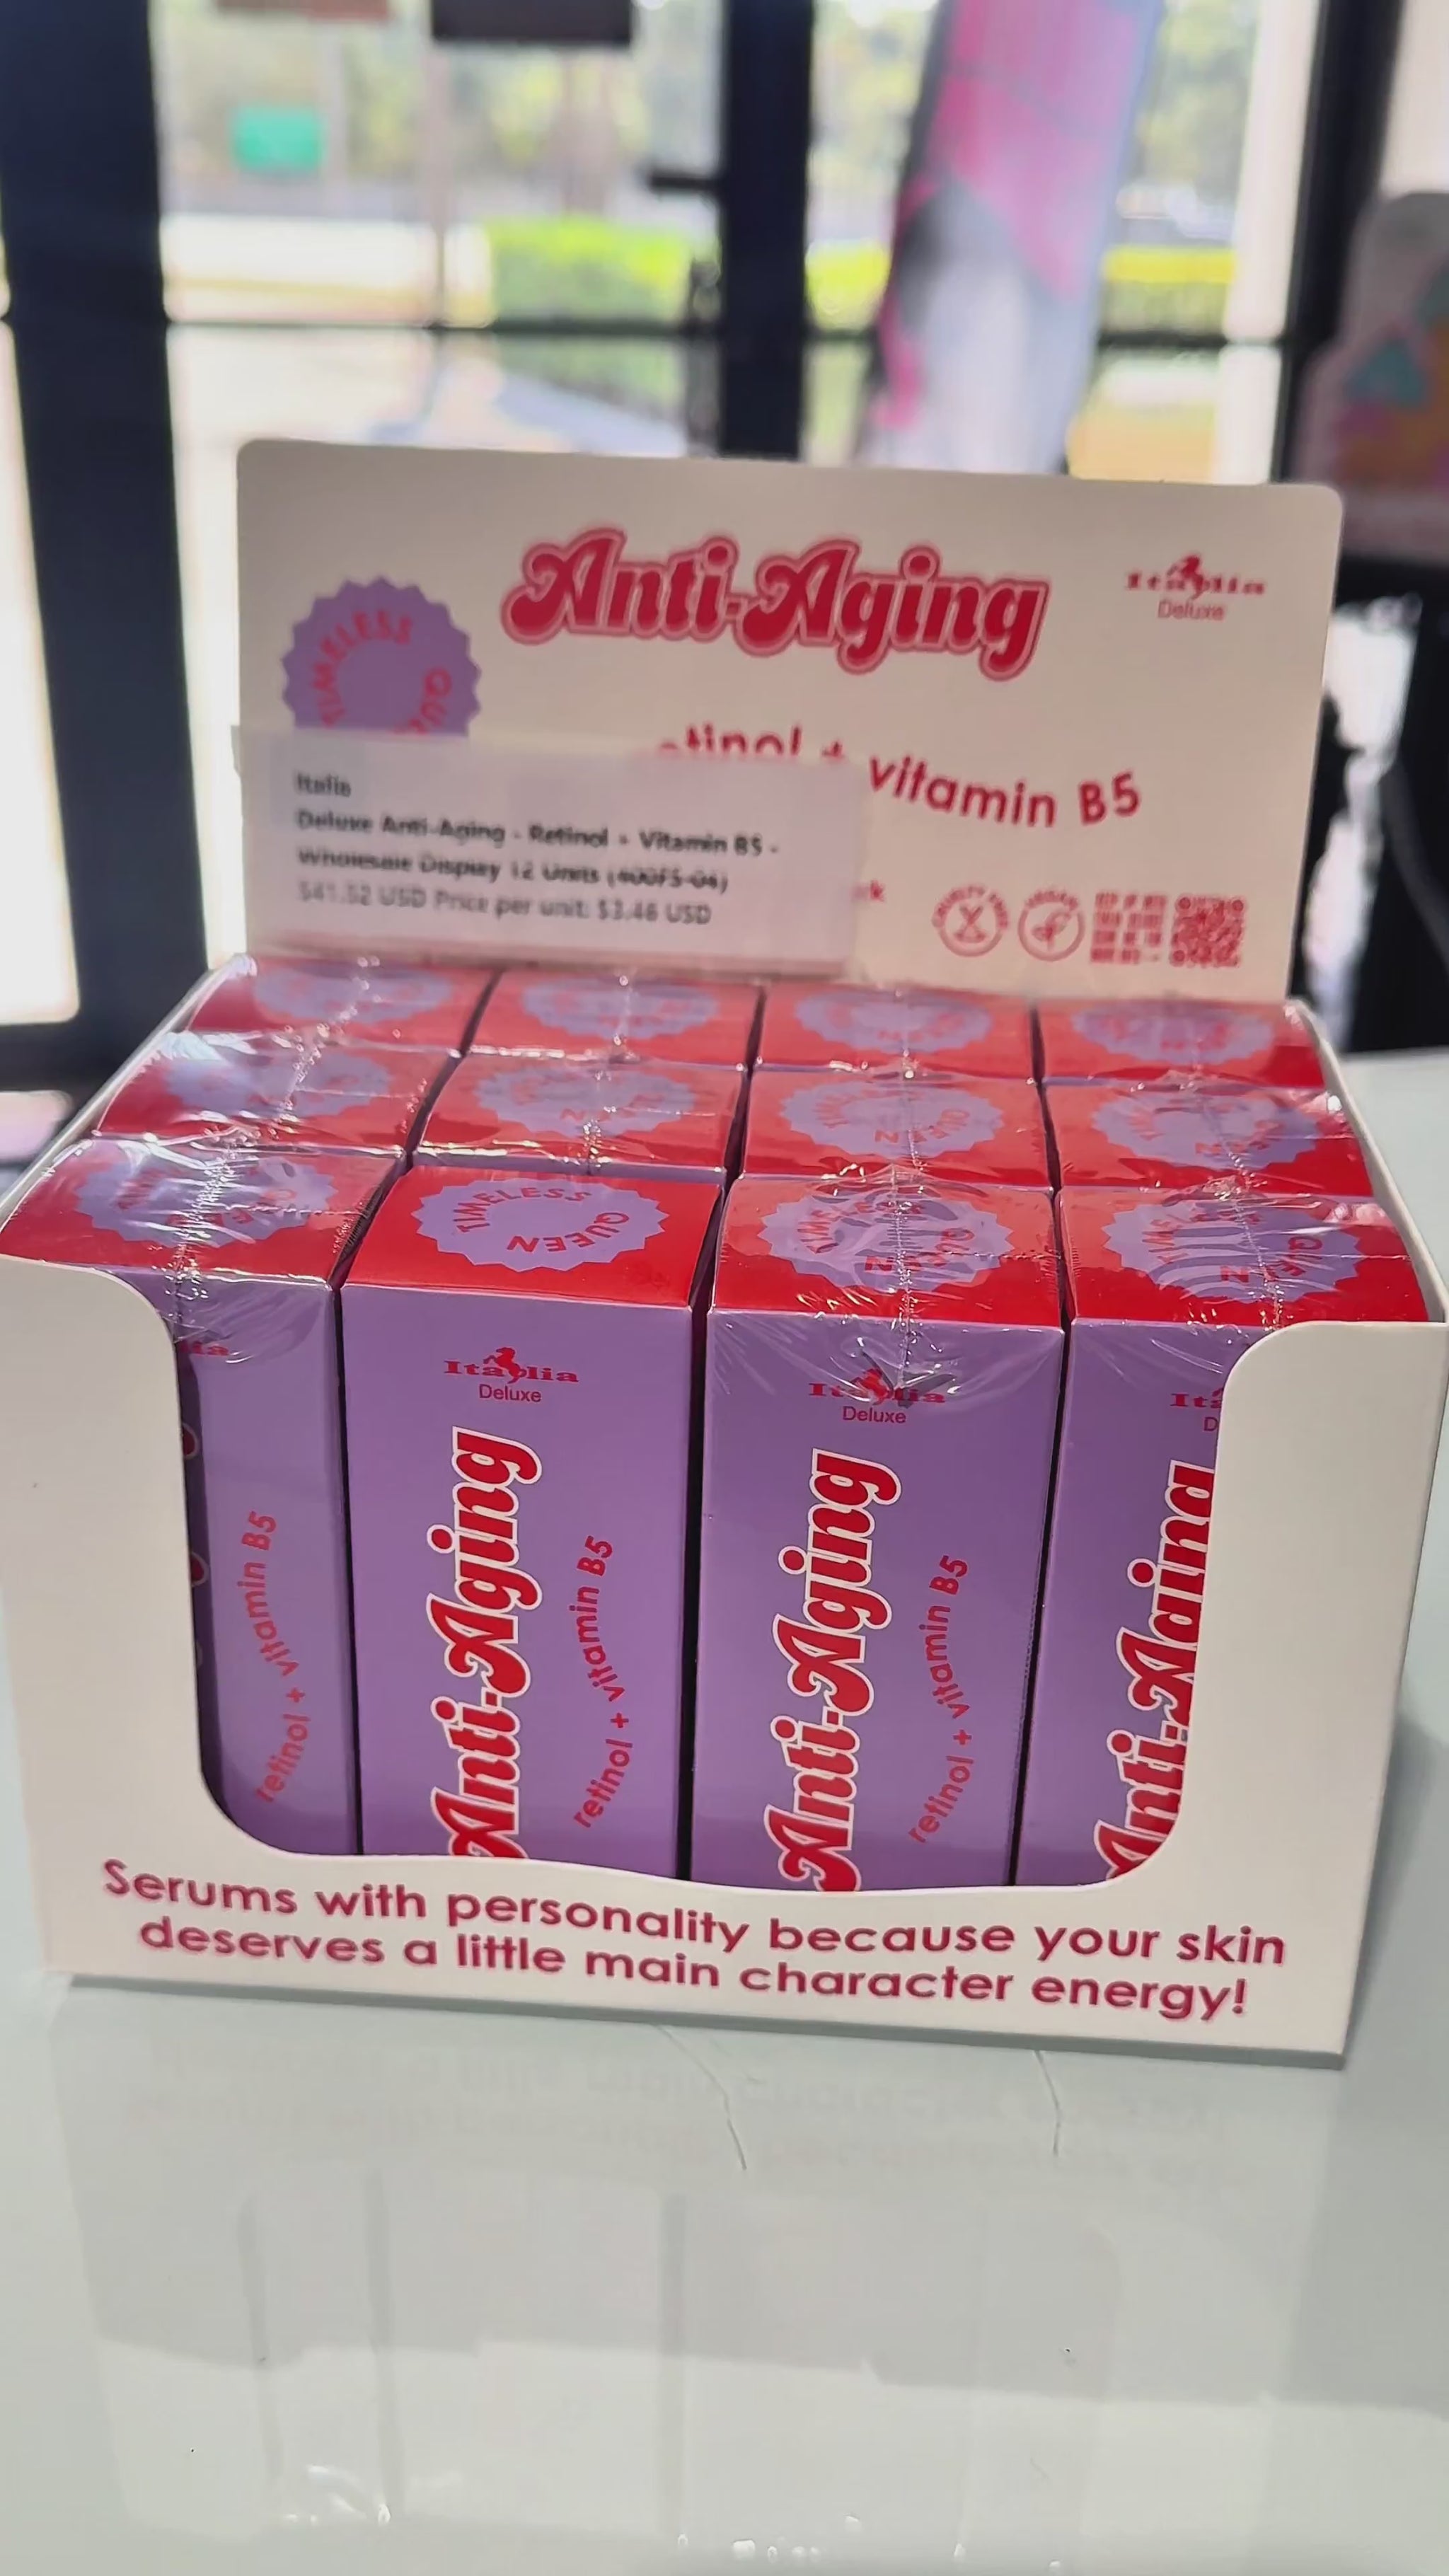 Anti-Aging
Italia
Deluxe
TIMELESS
vitamin B5
Italia
Deluxe Anti-Aging - Retinol + Vitamin B5 -
Wholesale Display 12 Units (400FS-04)
$41.52 USD Price per unit: $3.46 USD
CRUELTY FREE
VEGAN
TIMELESS QUEEN
Italia
Deluxe
Anti-Aging
retinol + vitamin B5
Italia
Deluxe
Anti-Aging
retinol + vitamin B5
Anti-Aging
retinol + vitamin B5
Serums with personality because your skin
deserves a little main character energy!